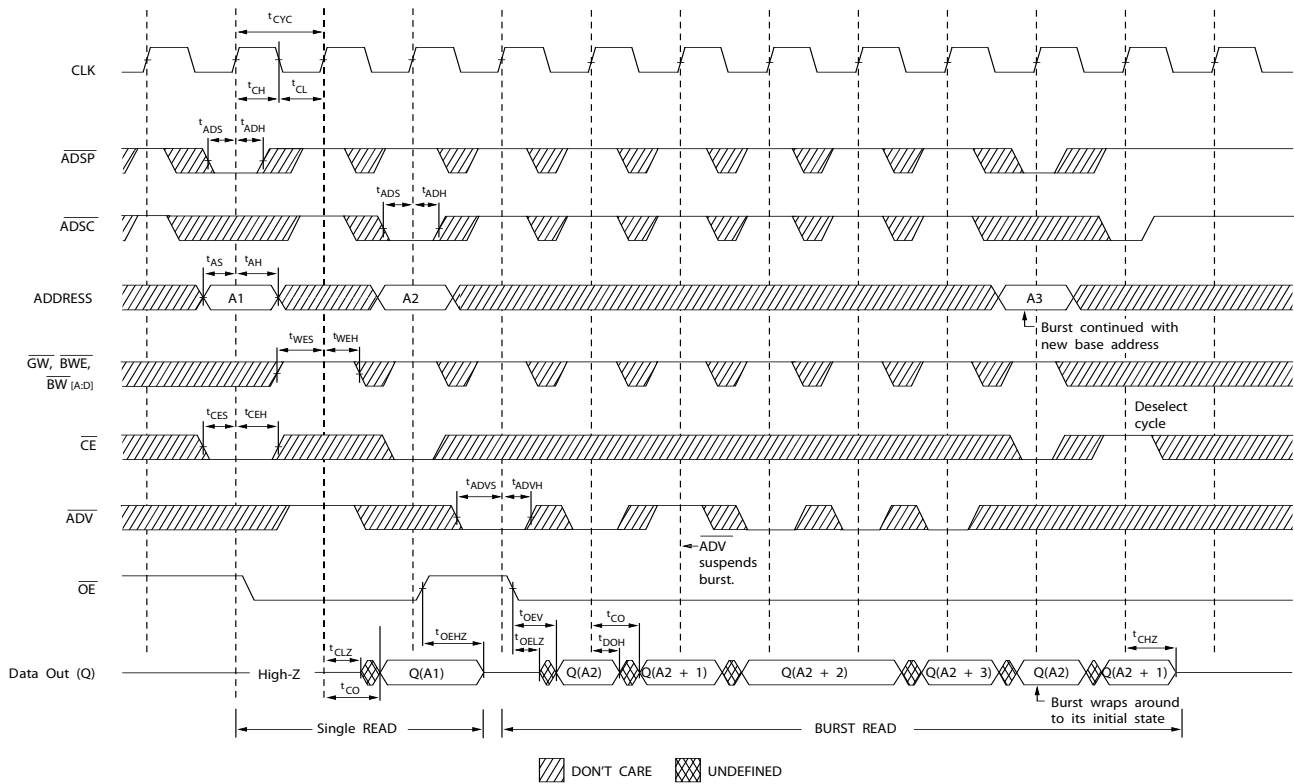 tCYC
CLK
tCH
tCL
tADS
tADH
ADSP
tADS
tADH
ADSC
tAS
tAH
ADDRESS
A1
A2
A3
Burst continued with
new base address
tWES
tWEH
GW, BWE,
BW [A:D]
Deselect
cycle
tCES
tCEH
CE
tADVS
tADVH
ADV
ADV
suspends
burst.
OE
tOEHZ
tOEV
tCO
tOELZ
tDOH
tCHZ
tCLZ
Data Out (Q)
High-Z
Q(A1)
Q(A2)
Q(A2 + 1)
Q(A2 + 2)
Q(A2 + 3)
Q(A2)
Q(A2 + 1)
tCO
Burst wraps around
to its initial state
Single READ
BURST READ
DON'T CARE
UNDEFINED